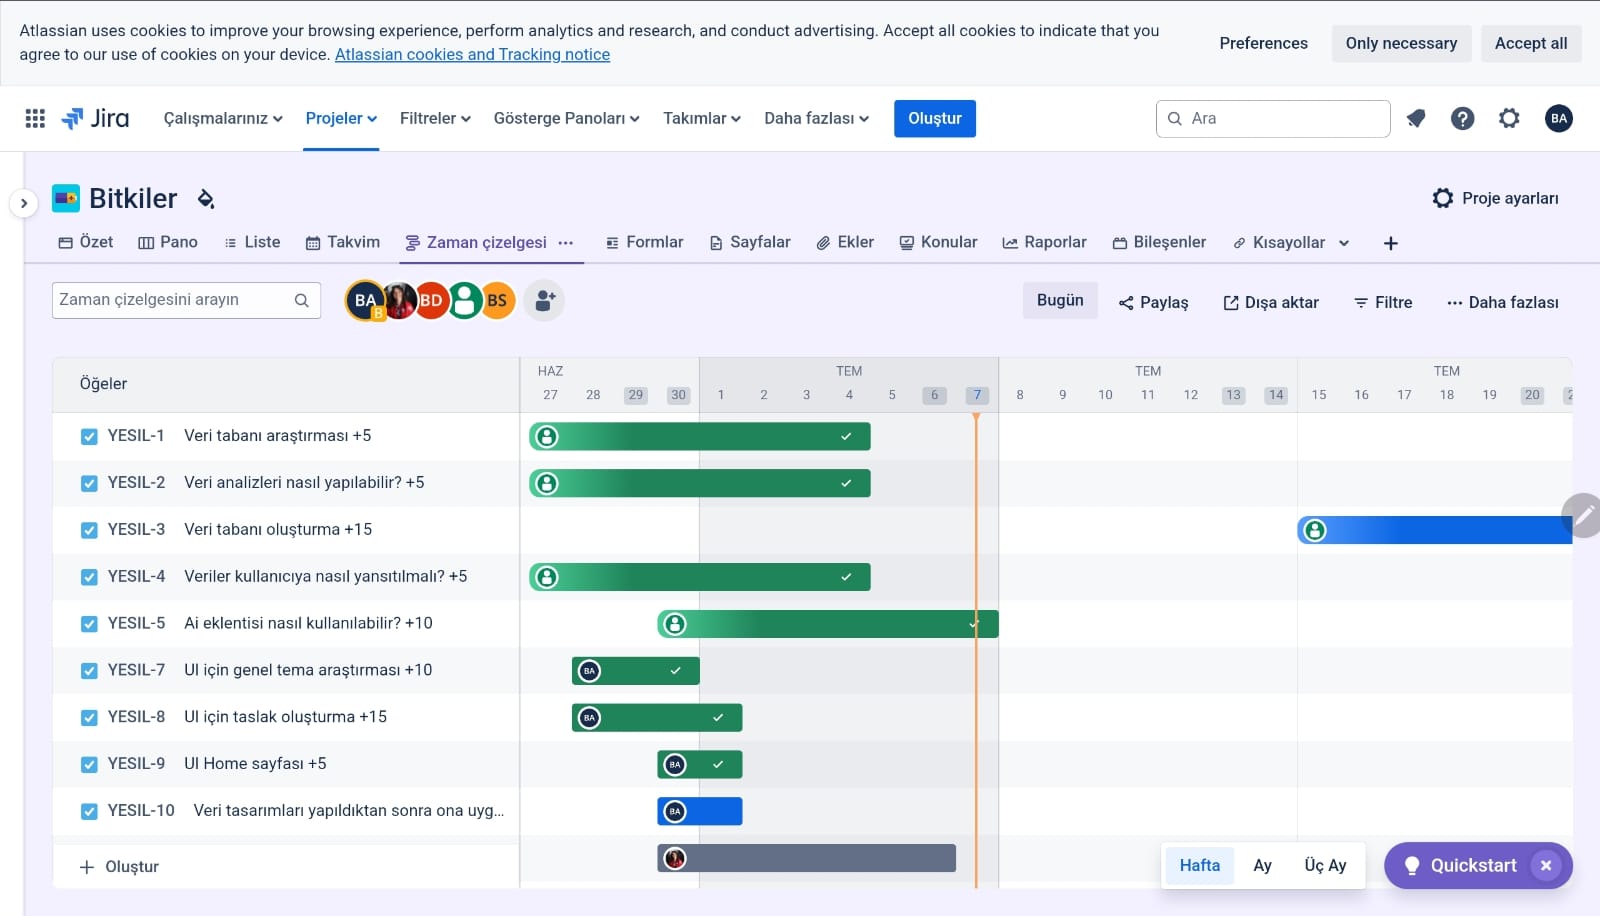 Atlassian uses cookies to improve your browsing experience, perform analytics and research, and conduct advertising. Accept all cookies to indicate that you
agree to our use of cookies on your device. Atlassian cookies and Tracking notice
Preferences
Only necessary
Accept all
Jira
Çalışmalarınız
Projeler
Filtreler
Gösterge Panoları
Takımlar
Daha fazlası
Oluştur
Ara
BA
Bitkiler
Proje ayarları
Özet
Pano
Liste
Takvim
Zaman çizelgesi
Formlar
Sayfalar
Ekler
Konular
Raporlar
Bileşenler
Kısayollar
Zaman çizelgesini arayın
BA
B
BD
BS
Bugün
Paylaş
Dışa aktar
Filtre
Daha fazlası
Öğeler
HAZ
TEM
TEM
TEM
27 28 29 30 1 2 3 4 5 6 7 8 9 10 11 12 13 14 15 16 17 18 19 20
YESIL-1 Veri tabanı araştırması +5
YESIL-2 Veri analizleri nasıl yapılabilir? +5
YESIL-3 Veri tabanı oluşturma +15
YESIL-4 Veriler kullanıcıya nasıl yansıtılmalı? +5
YESIL-5 Ai eklentisi nasıl kullanılabilir? +10
YESIL-7 UI için genel tema araştırması +10
BA
YESIL-8 UI için taslak oluşturma +15
BA
YESIL-9 UI Home sayfası +5
BA
YESIL-10 Veri tasarımları yapıldıktan sonra ona uyg...
BA
Oluştur
Hafta
Ay
Üç Ay
Quickstart